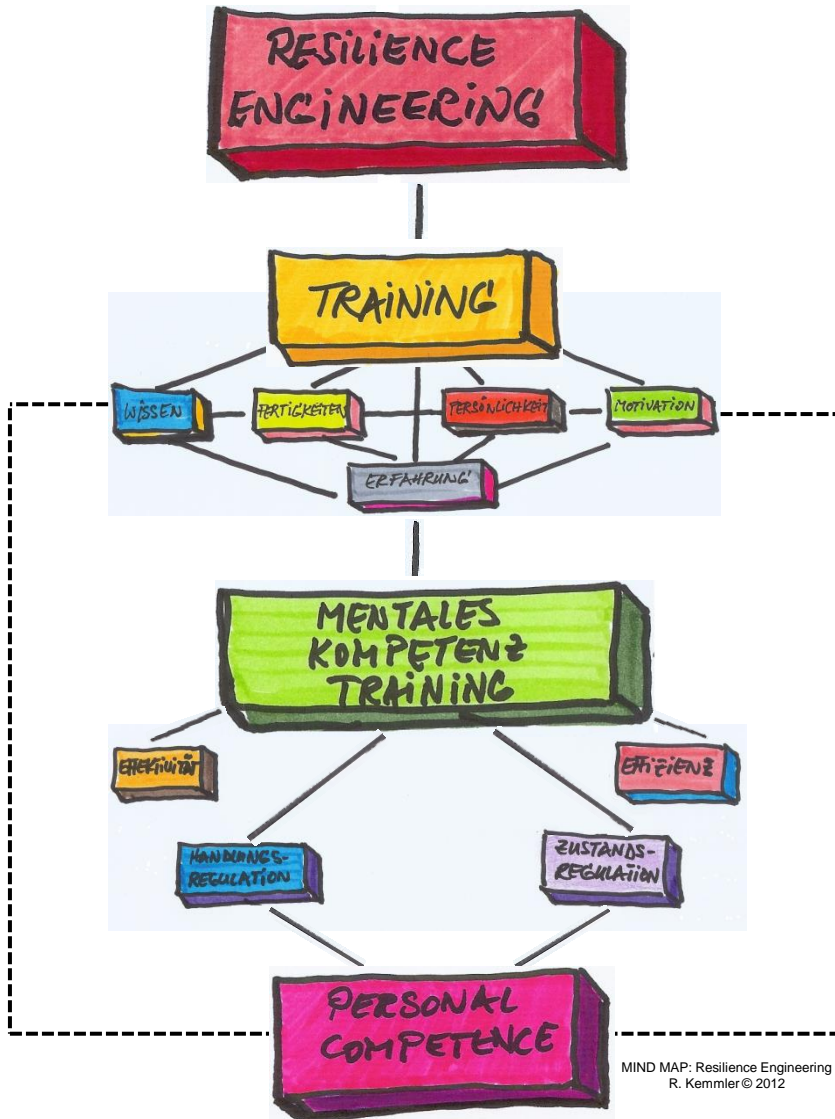 RESILIENCE
ENGINEERING
TRAINING
WISSEN
FERTIGKEITEN
PERSÖNLICHKEIT
MOTIVATION
ERFAHRUNG
MENTALES
KOMPETENZ
TRAINING
EFFEKTIVITÄT
EFFIZIENZ
HANDLUNGS-
REGULATION
ZUSTANDS-
REGULATION
PERSONAL
COMPETENCE
MIND MAP: Resilience Engineering
R. Kemmler © 2012